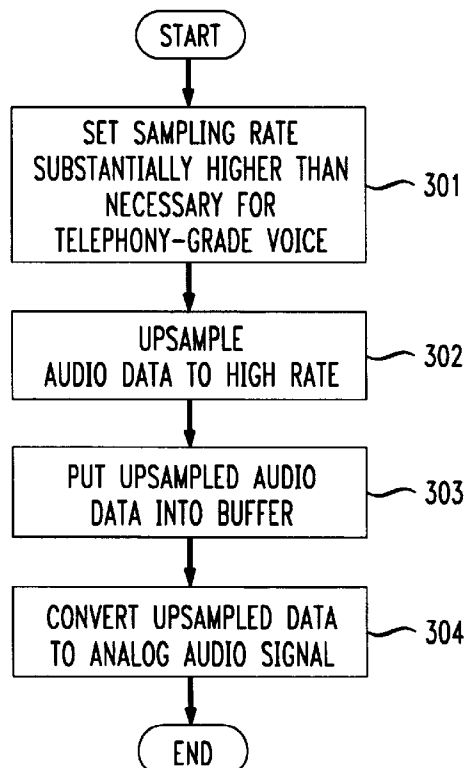 START
SET SAMPLING RATE
SUBSTANTIALLY HIGHER THAN
NECESSARY FOR
TELEPHONY-GRADE VOICE
301
UPSAMPLE
AUDIO DATA TO HIGH RATE
302
PUT UPSAMPLED AUDIO
DATA INTO BUFFER
303
CONVERT UPSAMPLED DATA
TO ANALOG AUDIO SIGNAL
304
END